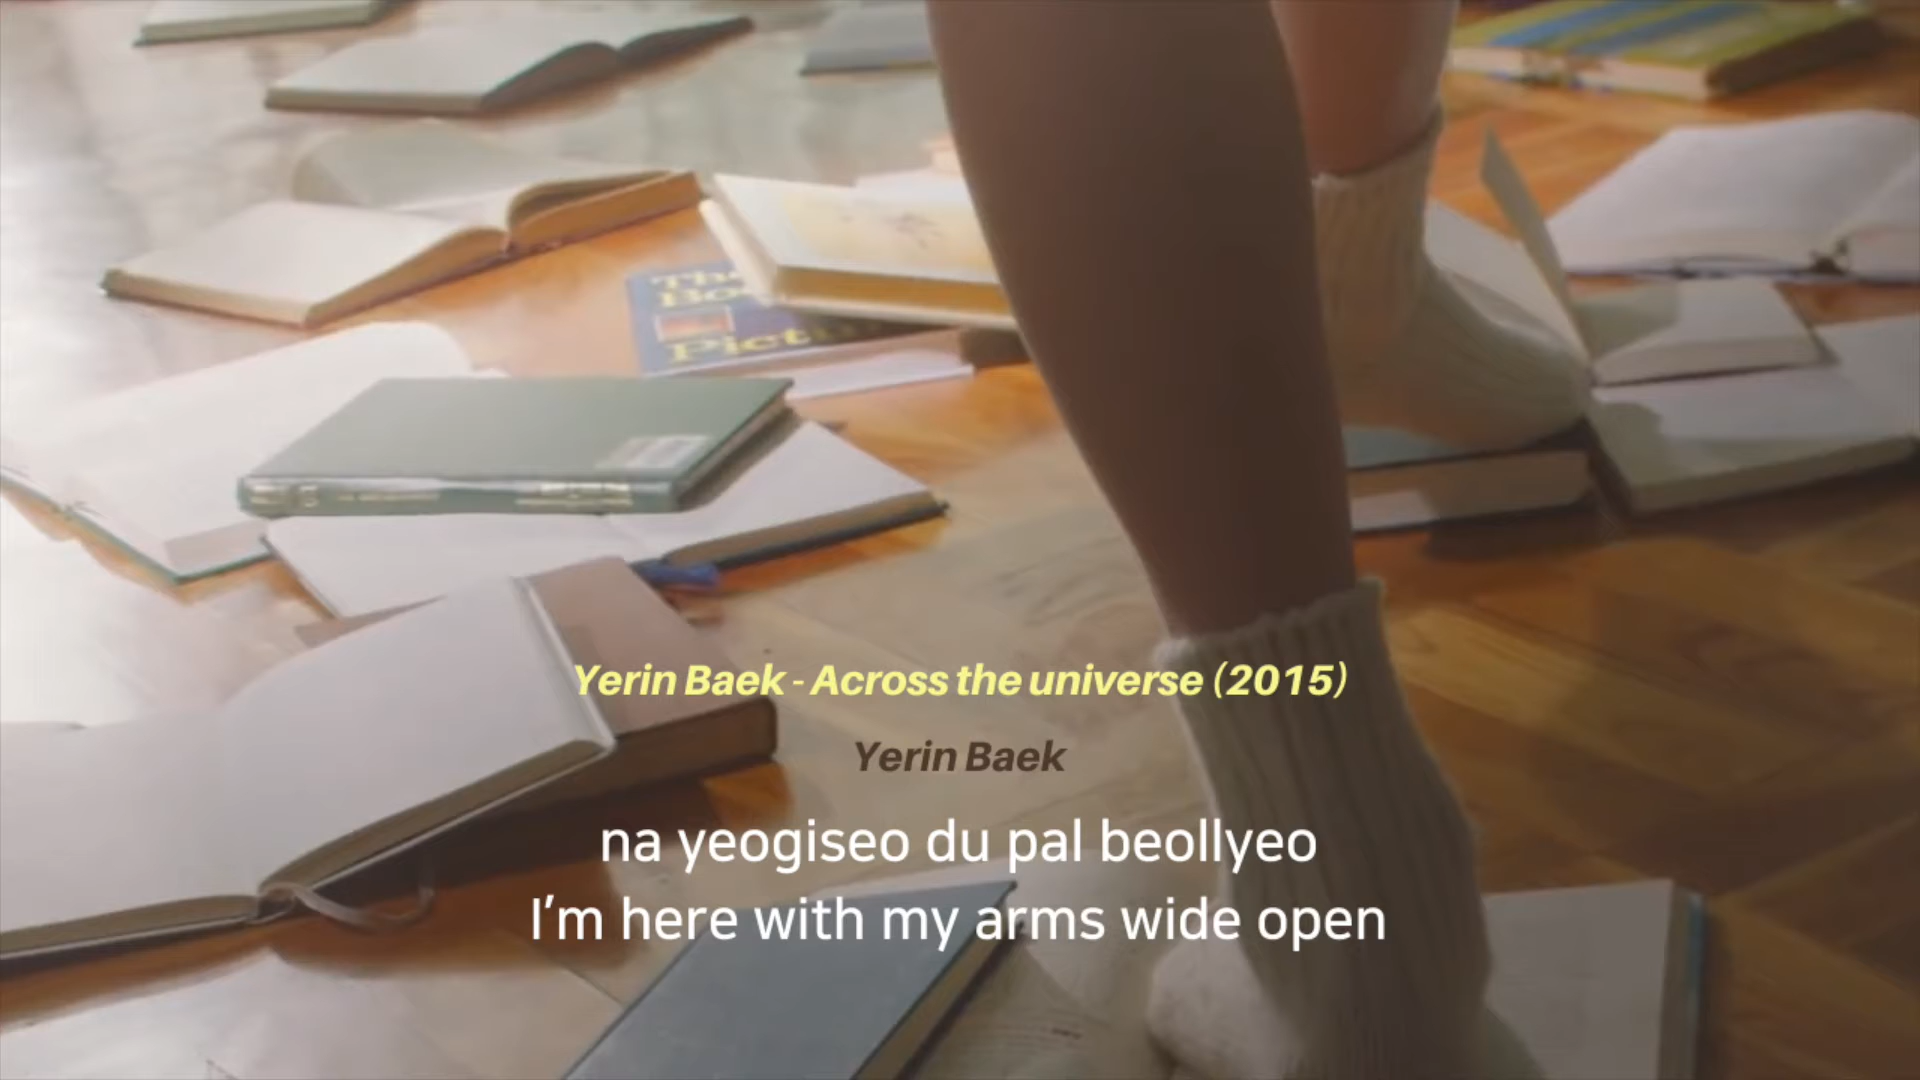 The
Yerin Baek - Across the universe (2015)
Yerin Baek
na yeogiseo du pal beollyeo
I'm here with my arms wide open